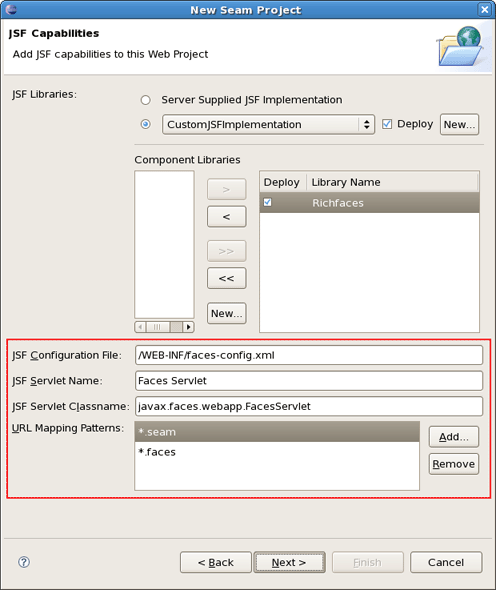 New Seam Project
JSF Capabilities
Add JSF capabilities to this Web Project
JSF Libraries:
Server Supplied JSF Implementation
CustomJSFImplementation
Deploy
New...
Component Libraries
>
<
>>
<<
New...
Deploy Library Name
Richfaces
JSF Configuration File: /WEB-INF/faces-config.xml
JSF Servlet Name: Faces Servlet
JSF Servlet Classname: javax.faces.webapp.FacesServlet
URL Mapping Patterns:
*.seam
*.faces
Add...
Remove
? < Back Next > Finish Cancel